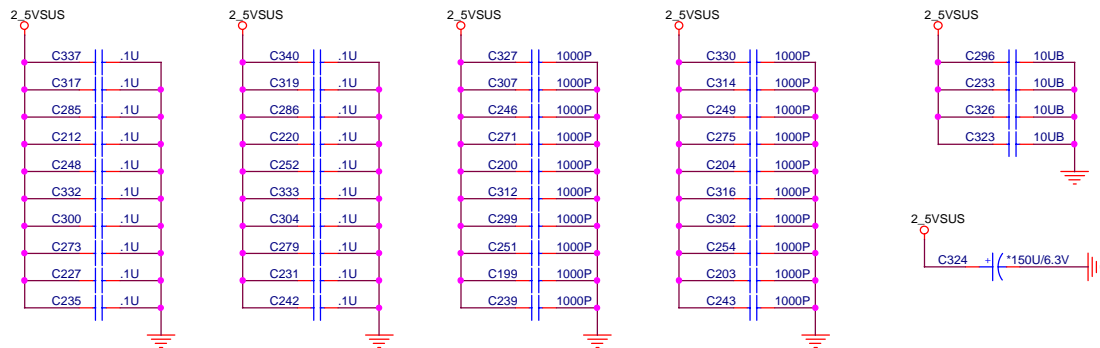 2_5VSUS 2_5VSUS 2_5VSUS 2_5VSUS 2_5VSUS
C337 .1U C340 .1U C327 1000P C330 1000P C296 10UB
C317 .1U C319 .1U C307 1000P C314 1000P C233 10UB
C285 .1U C286 .1U C246 1000P C249 1000P C326 10UB
C212 .1U C220 .1U C271 1000P C275 1000P C323 10UB
C248 .1U C252 .1U C200 1000P C204 1000P
C332 .1U C333 .1U C312 1000P C316 1000P
C300 .1U C304 .1U C299 1000P C302 1000P
2_5VSUS
C273 .1U C279 .1U C251 1000P C254 1000P
C324 + *150U/6.3V
C227 .1U C231 .1U C199 1000P C203 1000P
C235 .1U C242 .1U C239 1000P C243 1000P